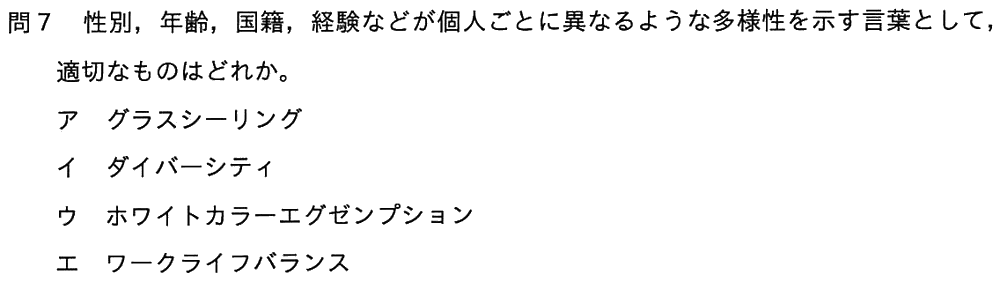 問7 性別，年齢，国籍，経験などが個人ごとに異なるような多様性を示す言葉として，
適切なものはどれか。
ア グラスシーリング
イ ダイバーシティ
ウ ホワイトカラーエグゼンプション
エ ワークライフバランス